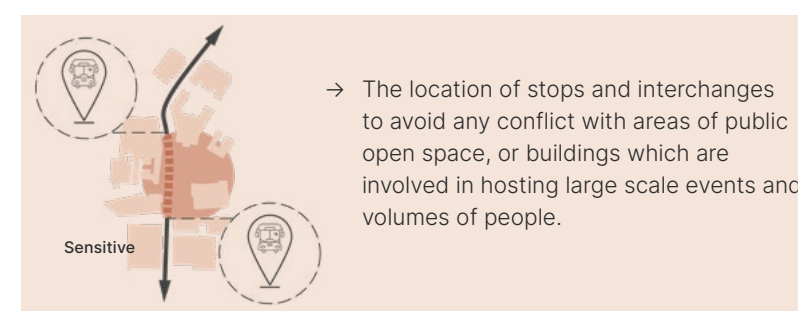 → The location of stops and interchanges
to avoid any conflict with areas of public
open space, or buildings which are
involved in hosting large scale events and
volumes of people.
Sensitive